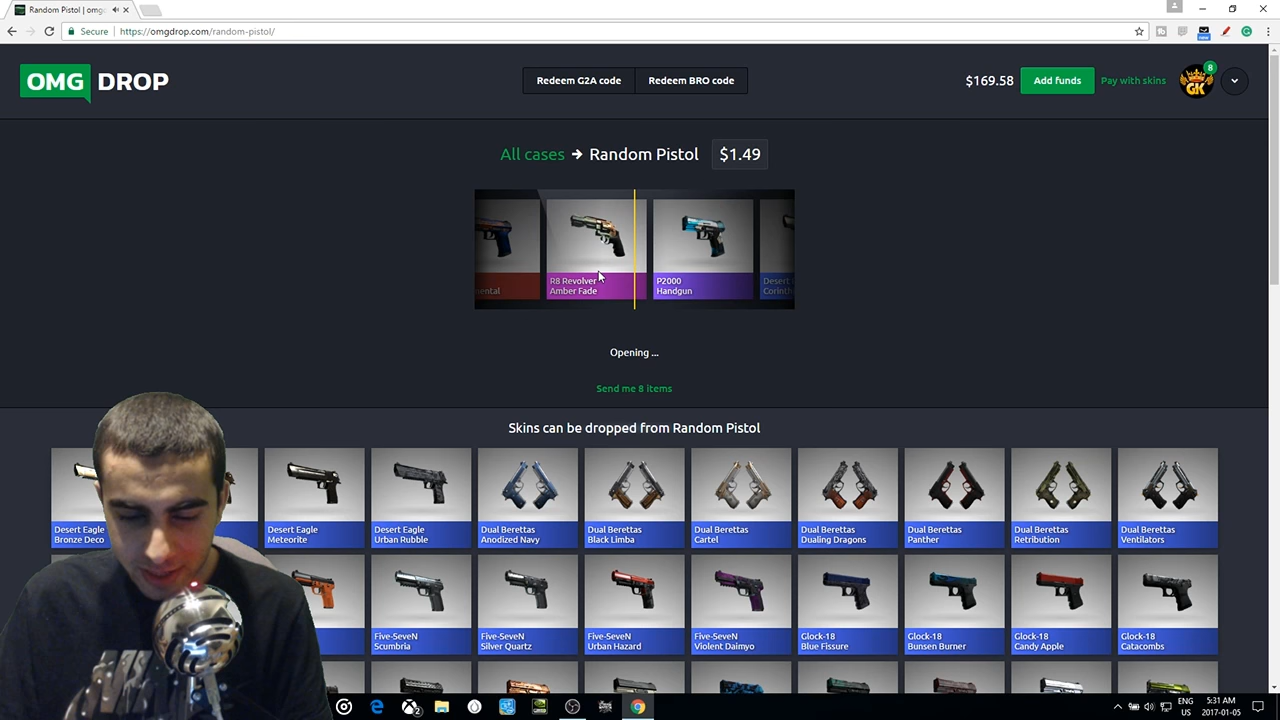 Random Pistol | omg
Secure
https://omgdrop.com/random-pistol/
OMG DROP
Redeem G2A code
Redeem BRO code
$169.58
Add funds
Pay with skins
8
GK
All cases → Random Pistol $1.49
R8 Revolver
Amber Fade
P2000
Handgun
Desert
Corinth
Opening ...
Send me 8 items
Skins can be dropped from Random Pistol
Desert Eagle
Bronze Deco
Desert Eagle
Meteorite
Desert Eagle
Urban Rubble
Dual Berettas
Anodized Navy
Dual Berettas
Black Limba
Dual Berettas
Cartel
Dual Berettas
Dualing Dragons
Dual Berettas
Panther
Dual Berettas
Retribution
Dual Berettas
Ventilators
Five-SeveN
Scumbria
Five-SeveN
Silver Quartz
Five-SeveN
Urban Hazard
Five-SeveN
Violent Daimyo
Glock-18
Blue Fissure
Glock-18
Bunsen Burner
Glock-18
Candy Apple
Glock-18
Catacombs
ENG
US
5:31 AM
2017-01-05